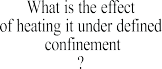 What is the effect
of heating it under defined
confinement
?